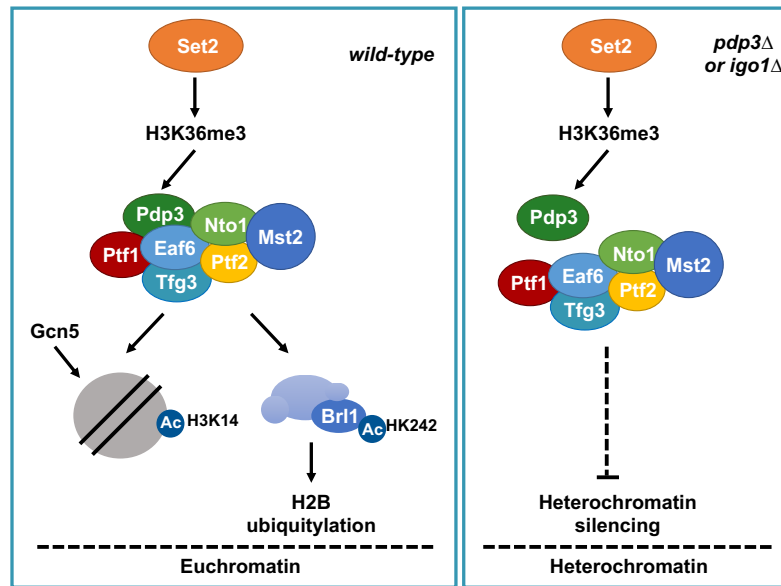 Set2
wild-type
H3K36me3
Pdp3
Nto1
Mst2
Ptf1
Eaf6
Ptf2
Tfg3
Gcn5
Ac
H3K14
Brl1
Ac
HK242
H2B
ubiquitylation
Euchromatin
Set2
pdp3Δ
or igo1Δ
H3K36me3
Pdp3
Nto1
Mst2
Ptf1
Eaf6
Ptf2
Tfg3
Heterochromatin
silencing
Heterochromatin